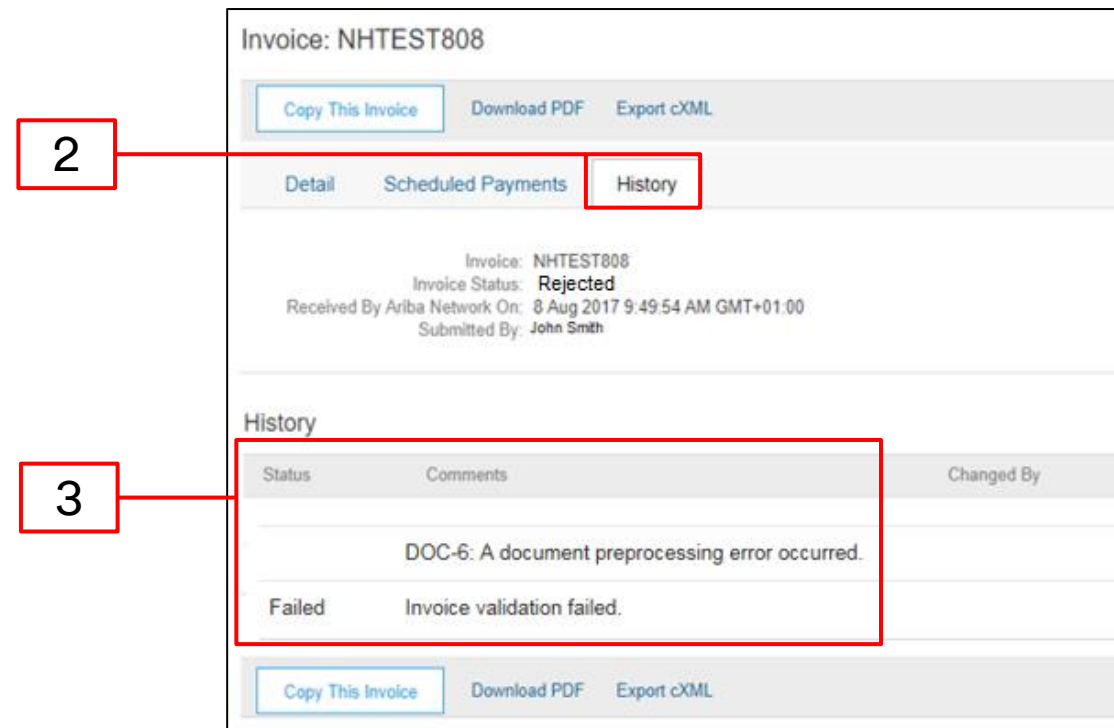 Invoice: NHTEST808
Copy This Invoice Download PDF Export cXML
2
Detail Scheduled Payments History
Invoice: NHTEST808
Invoice Status: Rejected
Received By Ariba Network On: 8 Aug 2017 9:49:54 AM GMT+01:00
Submitted By: John Smith
History
3
Status Comments Changed By
DOC-6: A document preprocessing error occurred.
Failed Invoice validation failed.
Copy This Invoice Download PDF Export cXML